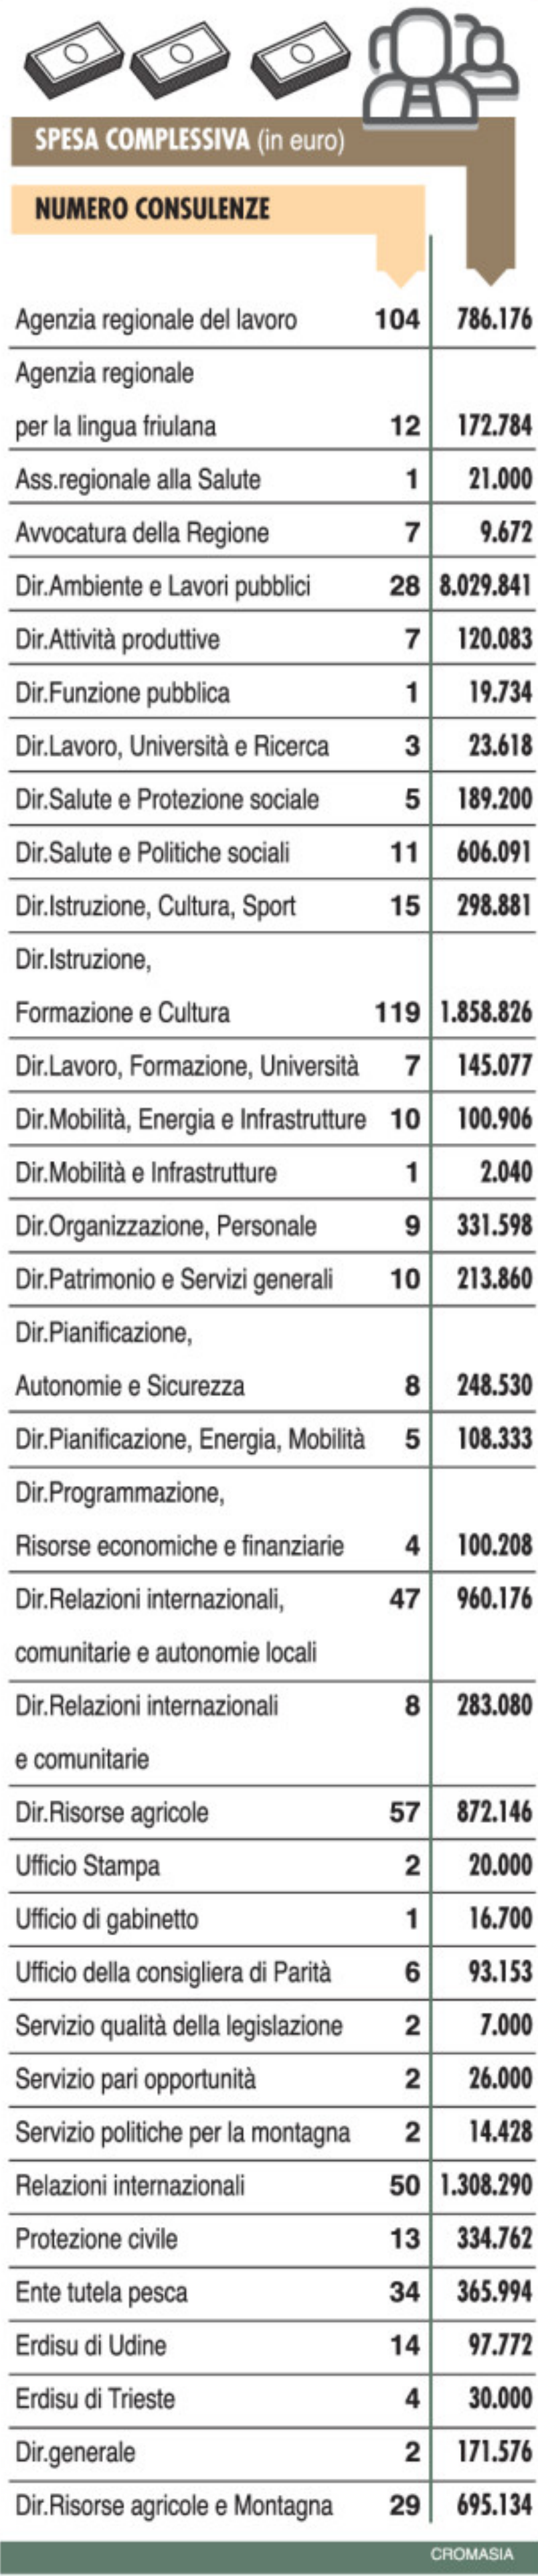 SPESA COMPLESSIVA (in euro)
NUMERO CONSULENZE
Agenzia regionale del lavoro 104 786.176
Agenzia regionale
per la lingua friulana 12 172.784
Ass.regionale alla Salute 1 21.000
Avvocatura della Regione 7 9.672
Dir.Ambiente e Lavori pubblici 28 8.029.841
Dir.Attività produttive 7 120.083
Dir.Funzione pubblica 1 19.734
Dir.Lavoro, Università e Ricerca 3 23.618
Dir.Salute e Protezione sociale 5 189.200
Dir.Salute e Politiche sociali 11 606.091
Dir.Istruzione, Cultura, Sport 15 298.881
Dir.Istruzione,
Formazione e Cultura 119 1.858.826
Dir.Lavoro, Formazione, Università 7 145.077
Dir.Mobilità, Energia e Infrastrutture 10 100.906
Dir.Mobilità e Infrastrutture 1 2.040
Dir.Organizzazione, Personale 9 331.598
Dir.Patrimonio e Servizi generali 10 213.860
Dir.Pianificazione,
Autonomie e Sicurezza 8 248.530
Dir.Pianificazione, Energia, Mobilità 5 108.333
Dir.Programmazione,
Risorse economiche e finanziarie 4 100.208
Dir.Relazioni internazionali, 47 960.176
comunitarie e autonomie locali
Dir.Relazioni internazionali 8 283.080
e comunitarie
Dir.Risorse agricole 57 872.146
Ufficio Stampa 2 20.000
Ufficio di gabinetto 1 16.700
Ufficio della consigliera di Parità 6 93.153
Servizio qualità della legislazione 2 7.000
Servizio pari opportunità 2 26.000
Servizio politiche per la montagna 2 14.428
Relazioni internazionali 50 1.308.290
Protezione civile 13 334.762
Ente tutela pesca 34 365.994
Erdisu di Udine 14 97.772
Erdisu di Trieste 4 30.000
Dir.generale 2 171.576
Dir.Risorse agricole e Montagna 29 695.134
CROMASIA